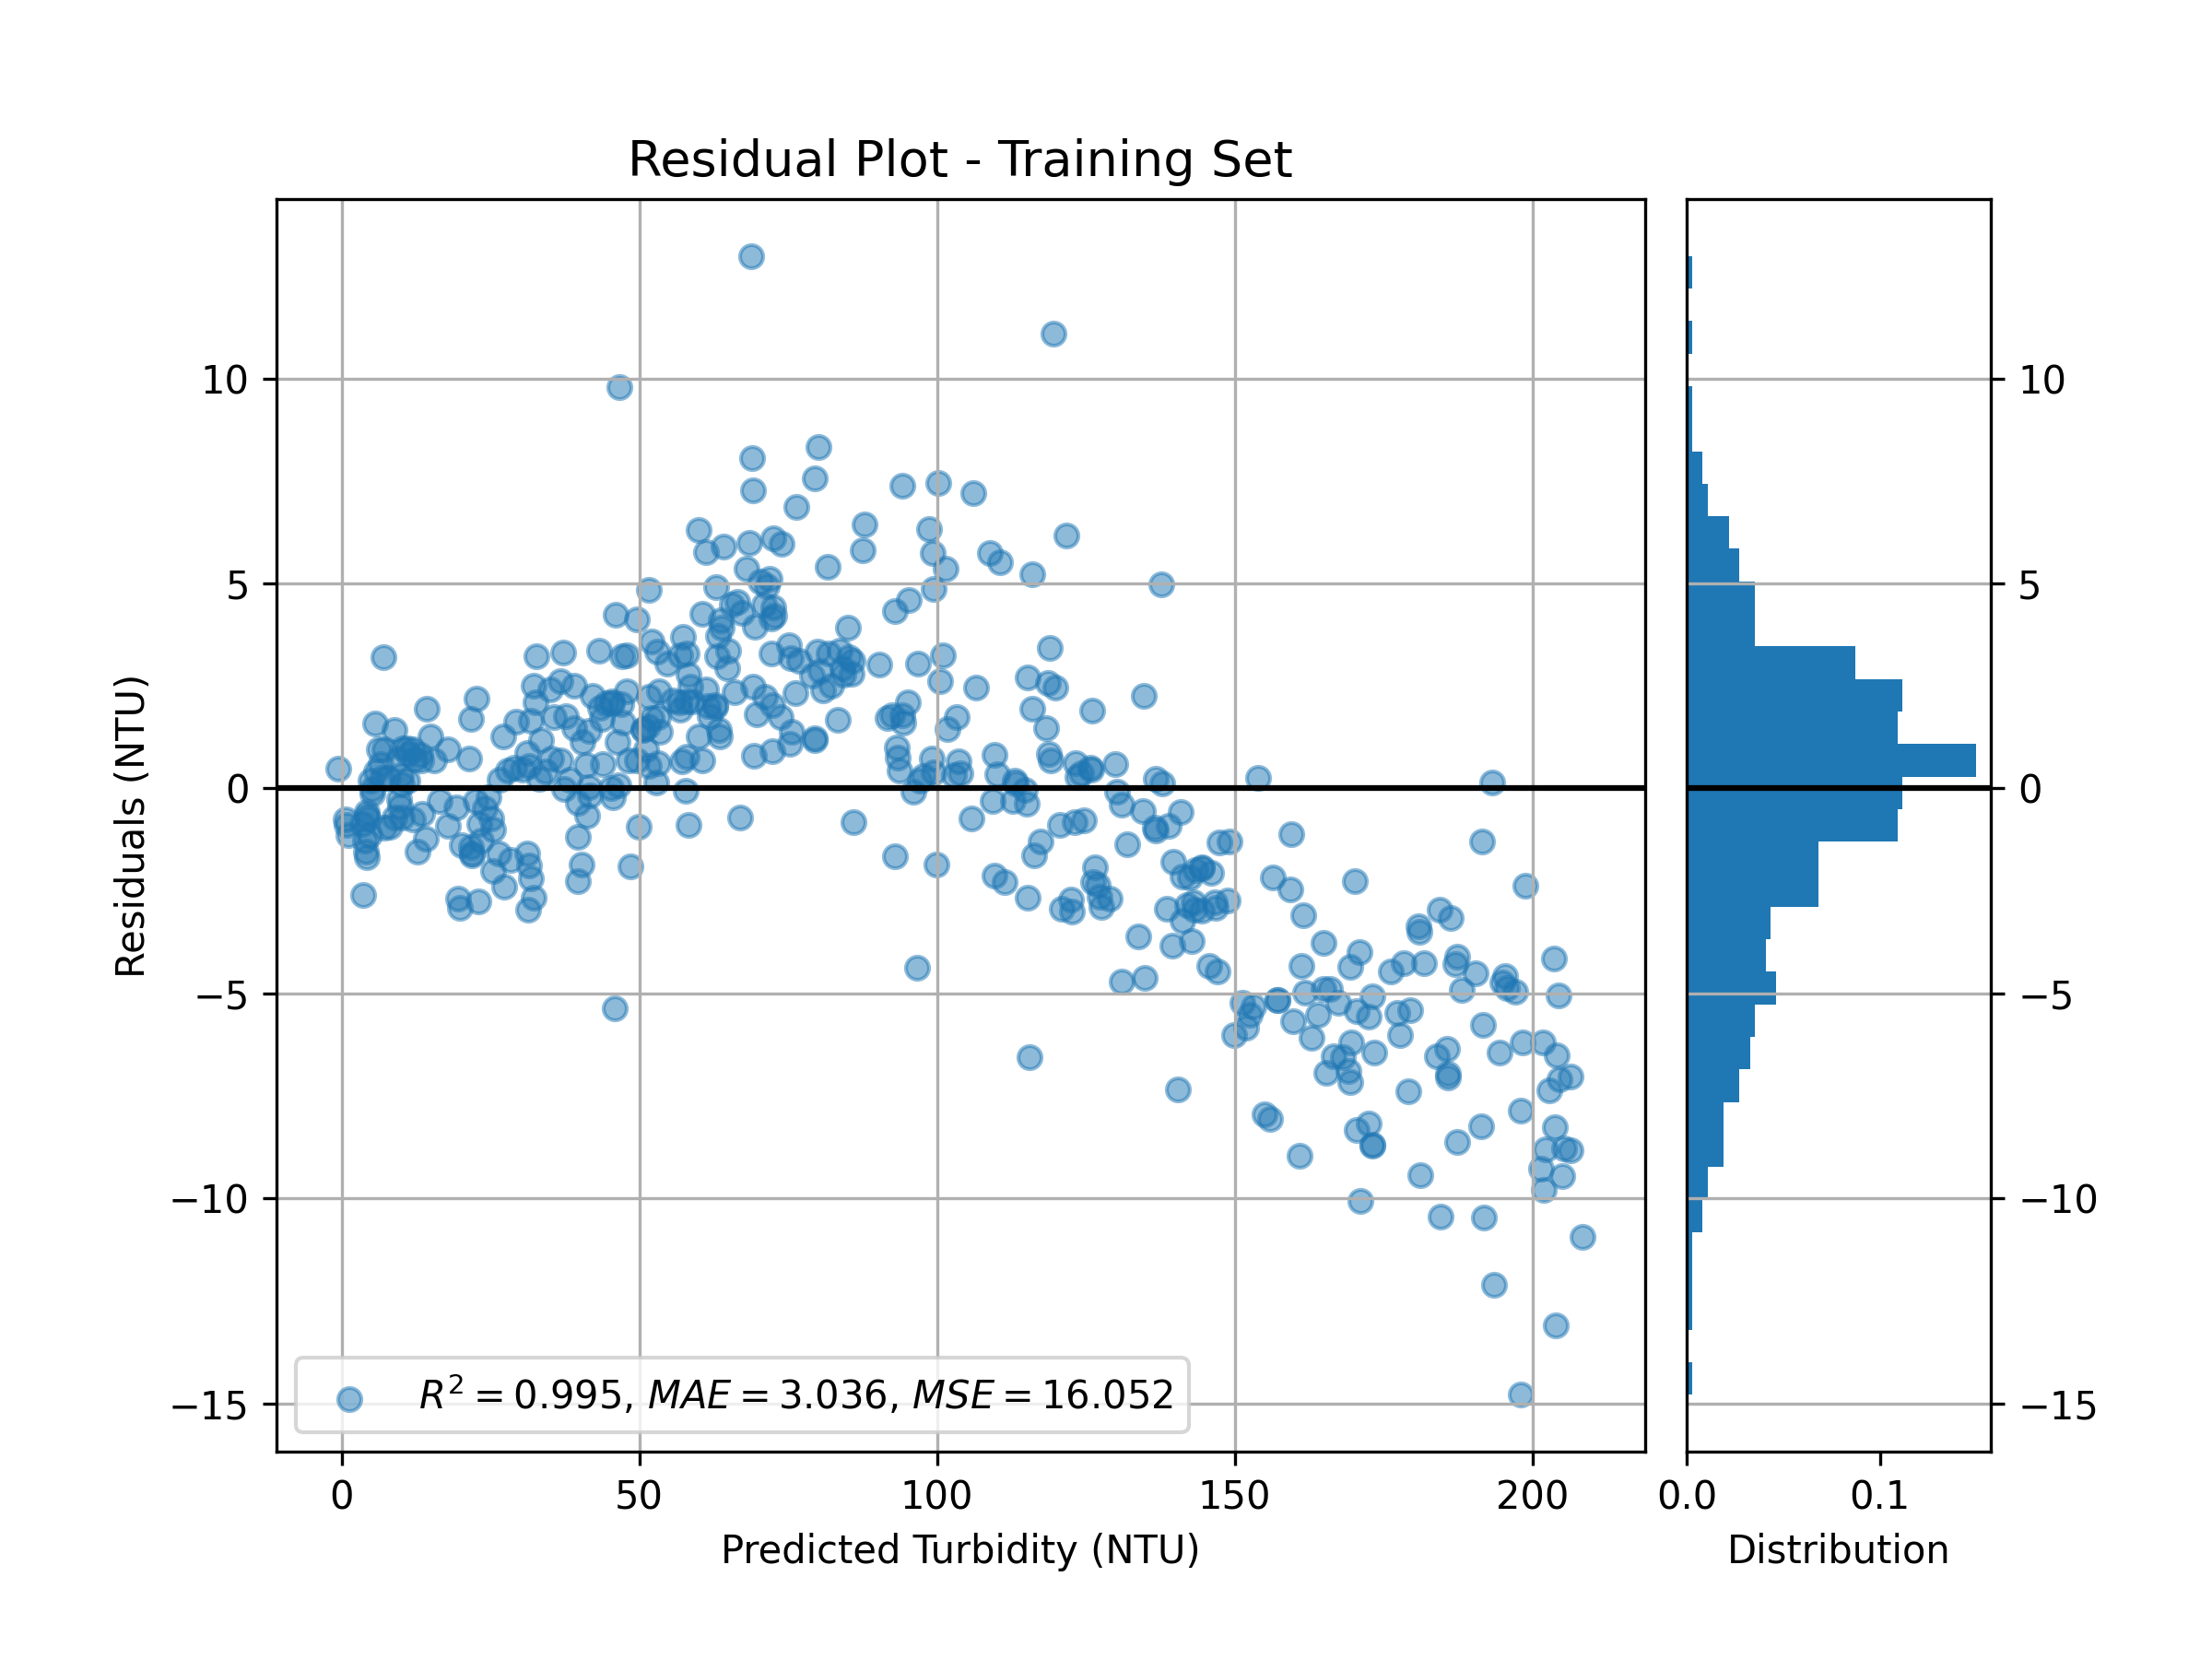 Residual Plot - Training Set
Residuals (NTU)
10
5
0
−5
−10
−15
R² = 0.995, MAE = 3.036, MSE = 16.052
0 50 100 150 200
Predicted Turbidity (NTU)
10
5
0
−5
−10
−15
0.0 0.1
Distribution